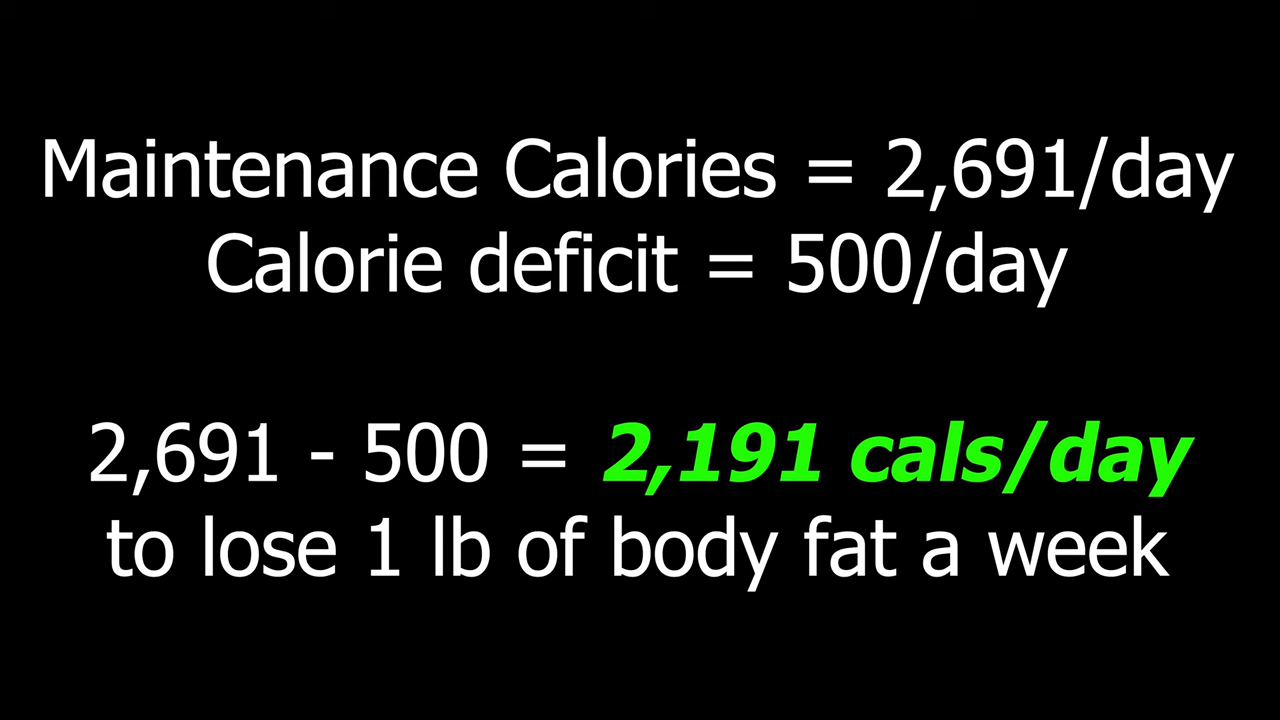 Maintenance Calories = 2,691/day
Calorie deficit = 500/day
2,691 - 500 = 2,191 cals/day
to lose 1 lb of body fat a week